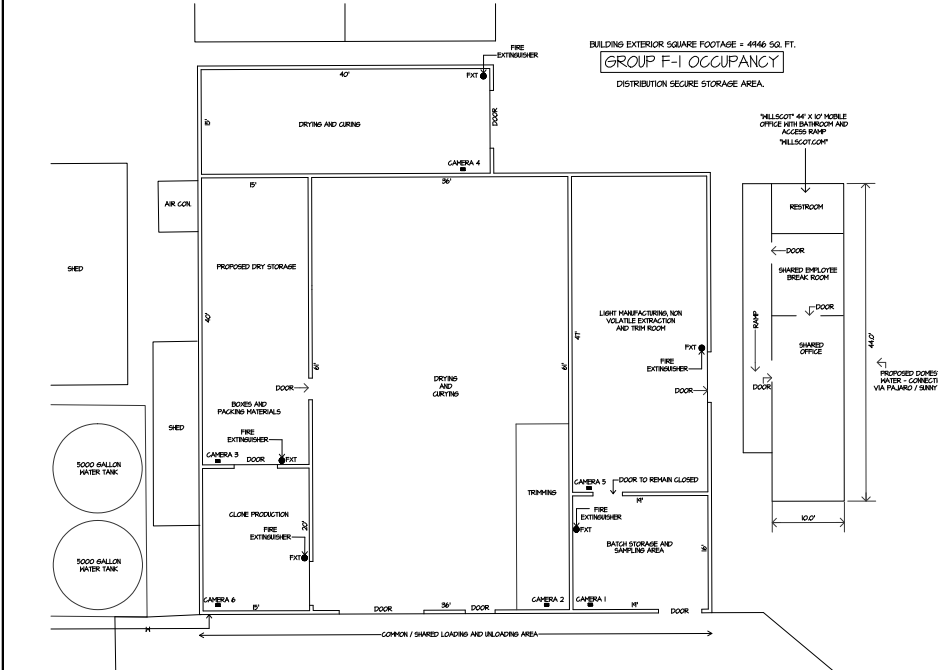 BUILDING EXTERIOR SQUARE FOOTAGE = 4946 SQ. FT.
GROUP F-1 OCCUPANCY
DISTRIBUTION SECURE STORAGE AREA.
FIRE
EXTINGUISHER
FXT
40'
15'
DRYING AND CURING
DOOR
CAMERA 4
"WILLSCOT" 44' X 10' MOBILE
OFFICE WITH BATHROOM AND
ACCESS RAMP
"WILLSCOT.COM"
AIR CON.
SHED
15'
PROPOSED DRY STORAGE
40'
61'
DOOR
BOXES AND
PACKING MATERIALS
FIRE
EXTINGUISHER
CAMERA 3
DOOR
FXT
SHED
5000 GALLON
WATER TANK
5000 GALLON
WATER TANK
CLONE PRODUCTION
20'
FIRE
EXTINGUISHER
FXT
CAMERA 6
15'
36'
DRYING
AND
CURTING
61'
TRIMMING
DOOR
36'
DOOR
CAMERA 2
LIGHT MANUFACTURING, NON
VOLATILE EXTRACTION
AND TRIM ROOM
47'
FXT
FIRE
EXTINGUISHER
DOOR
CAMERA 5
DOOR TO REMAIN CLOSED
19'
FIRE
EXTINGUISHER
FXT
BATCH STORAGE AND
SAMPLING AREA
16'
CAMERA 1
19'
DOOR
COMMON / SHARED LOADING AND UNLOADING AREA
RESTROOM
DOOR
SHARED EMPLOYEE
BREAK ROOM
DOOR
RAMP
SHARED
OFFICE
DOOR
44.0'
10.0'
PROPOSED DOMES
WATER - CONNECTI
VIA PAJARO / SUNNY